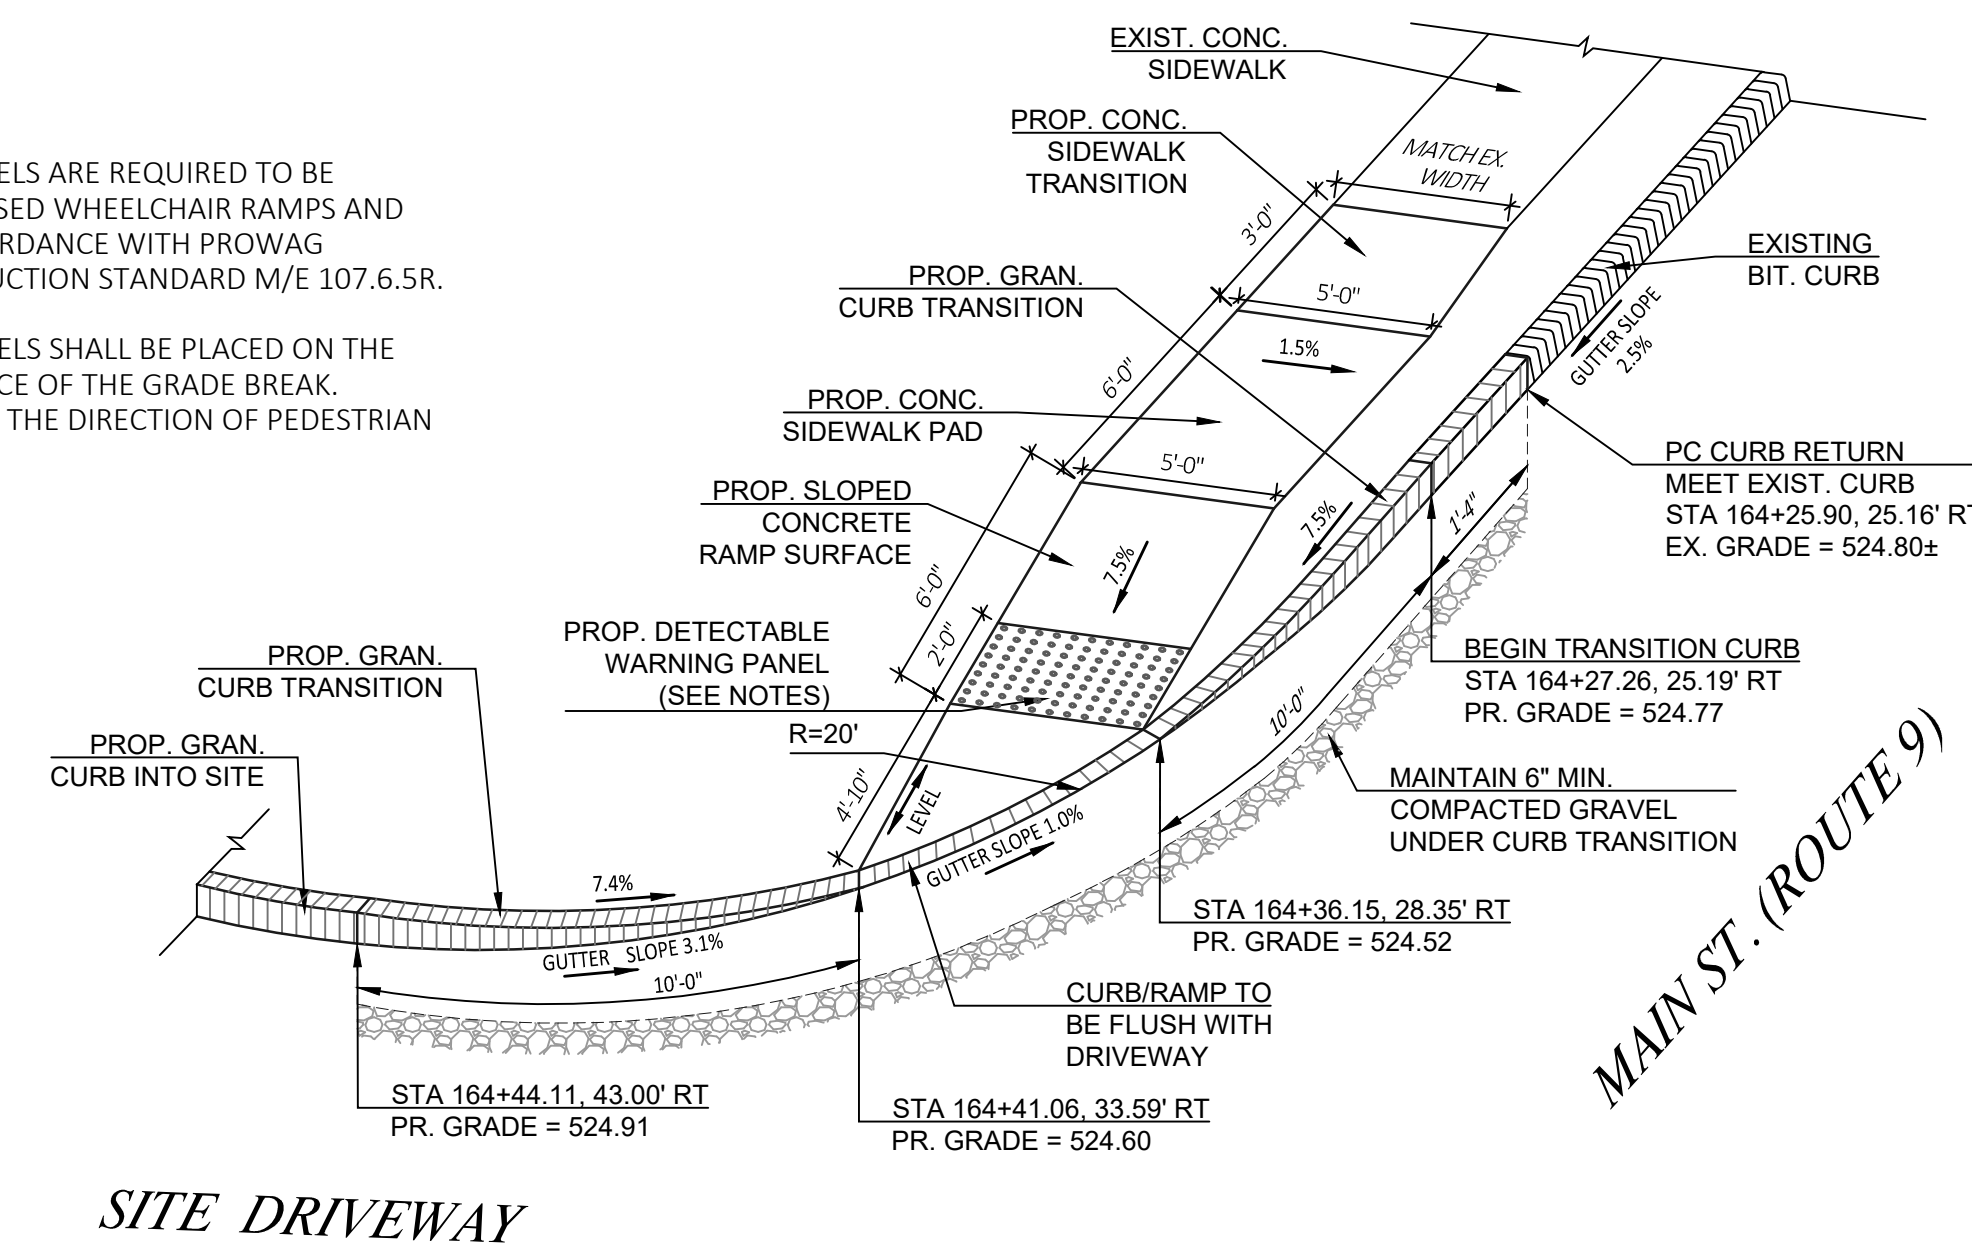 ELS ARE REQUIRED TO BE
SED WHEELCHAIR RAMPS AND
RDANCE WITH PROWAG
UCTION STANDARD M/E 107.6.5R.
ELS SHALL BE PLACED ON THE
CE OF THE GRADE BREAK.
THE DIRECTION OF PEDESTRIAN
EXIST. CONC.
SIDEWALK
PROP. CONC.
SIDEWALK
TRANSITION
MATCH EX.
WIDTH
3'-0"
EXISTING
BIT. CURB
PROP. GRAN.
CURB TRANSITION
5'-0"
GUTTER SLOPE
2.5%
1.5%
6'-0"
PROP. CONC.
SIDEWALK PAD
5'-0"
PC CURB RETURN
MEET EXIST. CURB
STA 164+25.90, 25.16' RT
EX. GRADE = 524.80±
PROP. SLOPED
CONCRETE
RAMP SURFACE
7.5%
1'-4"
7.5%
6'-0"
2'-0"
PROP. DETECTABLE
WARNING PANEL
(SEE NOTES)
BEGIN TRANSITION CURB
STA 164+27.26, 25.19' RT
PR. GRADE = 524.77
PROP. GRAN.
CURB TRANSITION
10'-0"
R=20'
PROP. GRAN.
CURB INTO SITE
4'-10"
LEVEL
MAINTAIN 6" MIN.
COMPACTED GRAVEL
UNDER CURB TRANSITION
GUTTER SLOPE 1.0%
7.4%
MAIN ST. (ROUTE 9)
STA 164+36.15, 28.35' RT
PR. GRADE = 524.52
GUTTER SLOPE 3.1%
10'-0"
CURB/RAMP TO
BE FLUSH WITH
DRIVEWAY
STA 164+44.11, 43.00' RT
PR. GRADE = 524.91
STA 164+41.06, 33.59' RT
PR. GRADE = 524.60
SITE DRIVEWAY